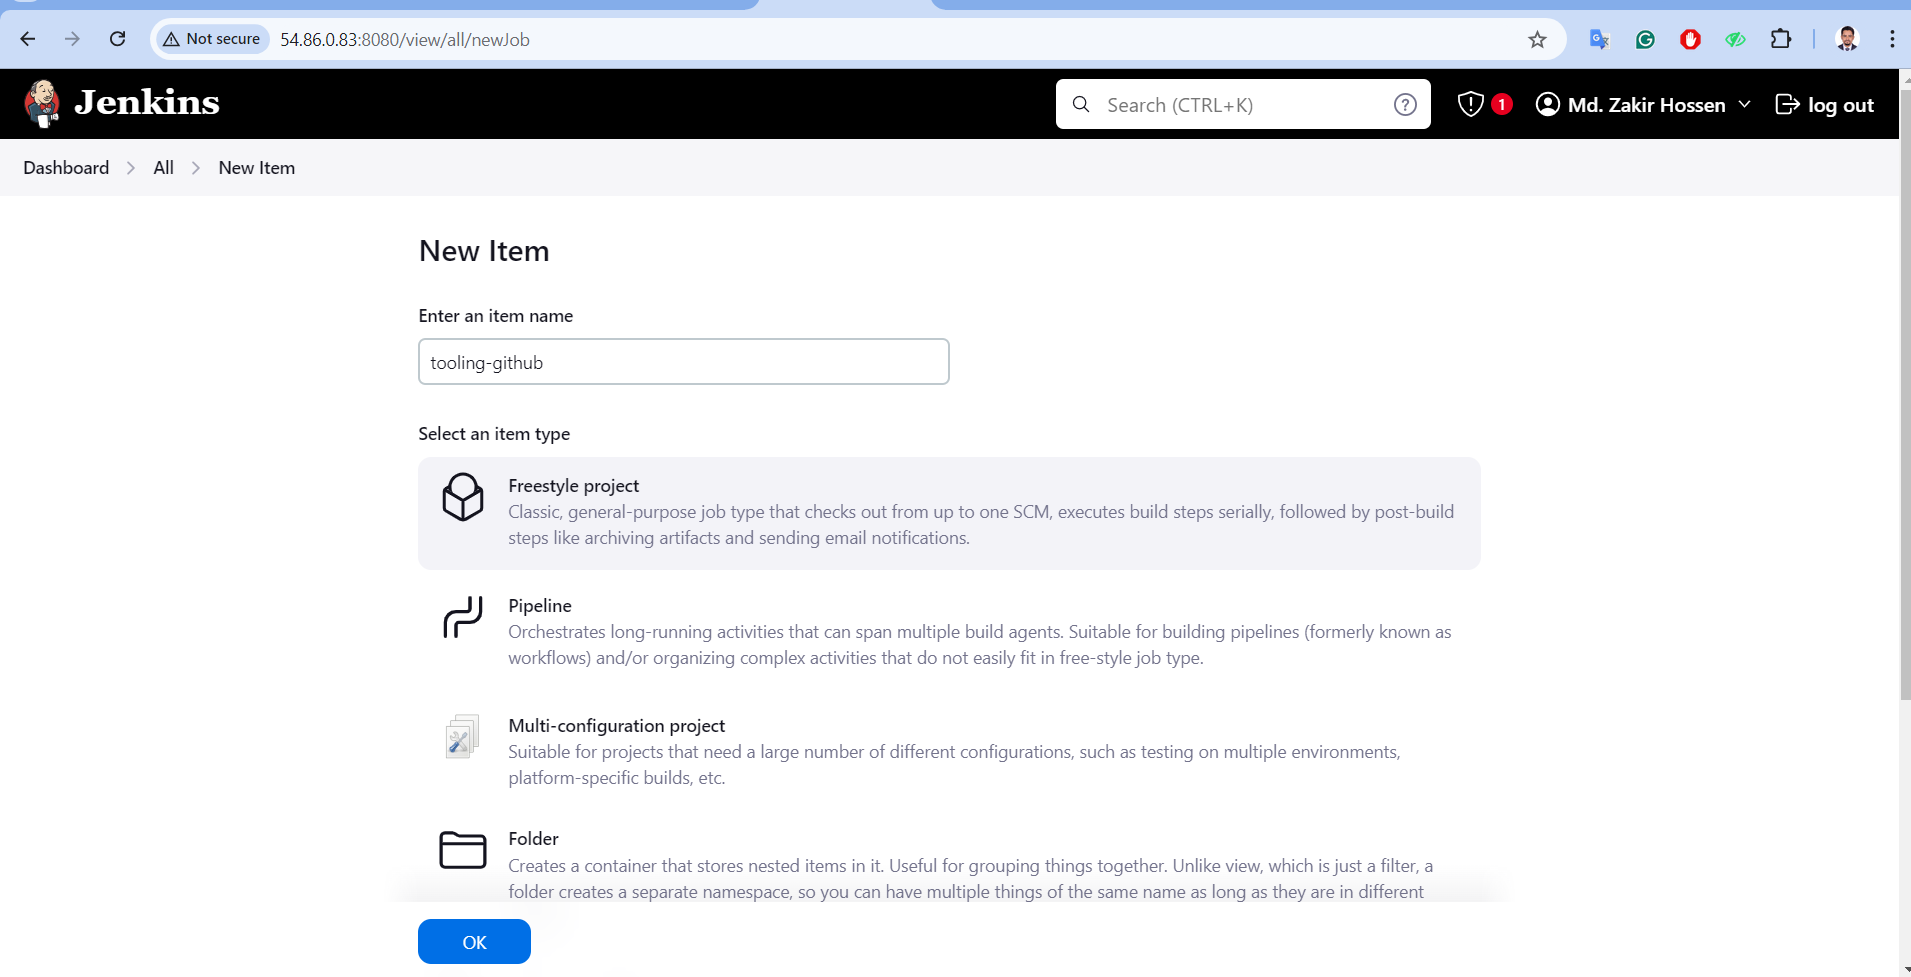 Not secure 54.86.0.83:8080/view/all/newJob
Jenkins Search (CTRL+K) ? 1 Md. Zakir Hossen log out
Dashboard All New Item
New Item
Enter an item name
tooling-github
Select an item type
Freestyle project
Classic, general-purpose job type that checks out from up to one SCM, executes build steps serially, followed by post-build
steps like archiving artifacts and sending email notifications.
Pipeline
Orchestrates long-running activities that can span multiple build agents. Suitable for building pipelines (formerly known as
workflows) and/or organizing complex activities that do not easily fit in free-style job type.
Multi-configuration project
Suitable for projects that need a large number of different configurations, such as testing on multiple environments,
platform-specific builds, etc.
Folder
Creates a container that stores nested items in it. Useful for grouping things together. Unlike view, which is just a filter, a
folder creates a separate namespace, so you can have multiple things of the same name as long as they are in different
OK